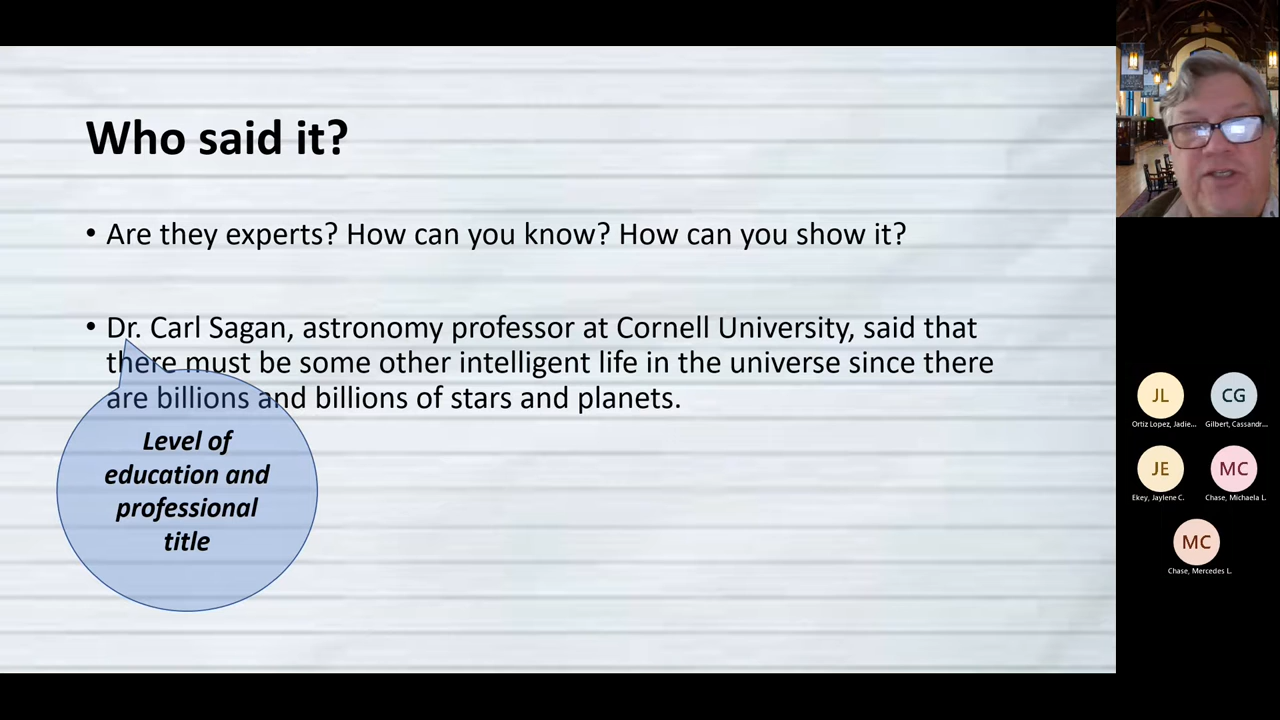 Who said it?
• Are they experts? How can you know? How can you show it?
• Dr. Carl Sagan, astronomy professor at Cornell University, said that
there must be some other intelligent life in the universe since there
are billions and billions of stars and planets.
Level of
education and
professional
title
JL
Ortiz Lopez, Jadie...
CG
Gilbert, Cassandr...
JE
Ekey, Jaylene C.
MC
Chase, Michaela L.
MC
Chase, Mercedes L.